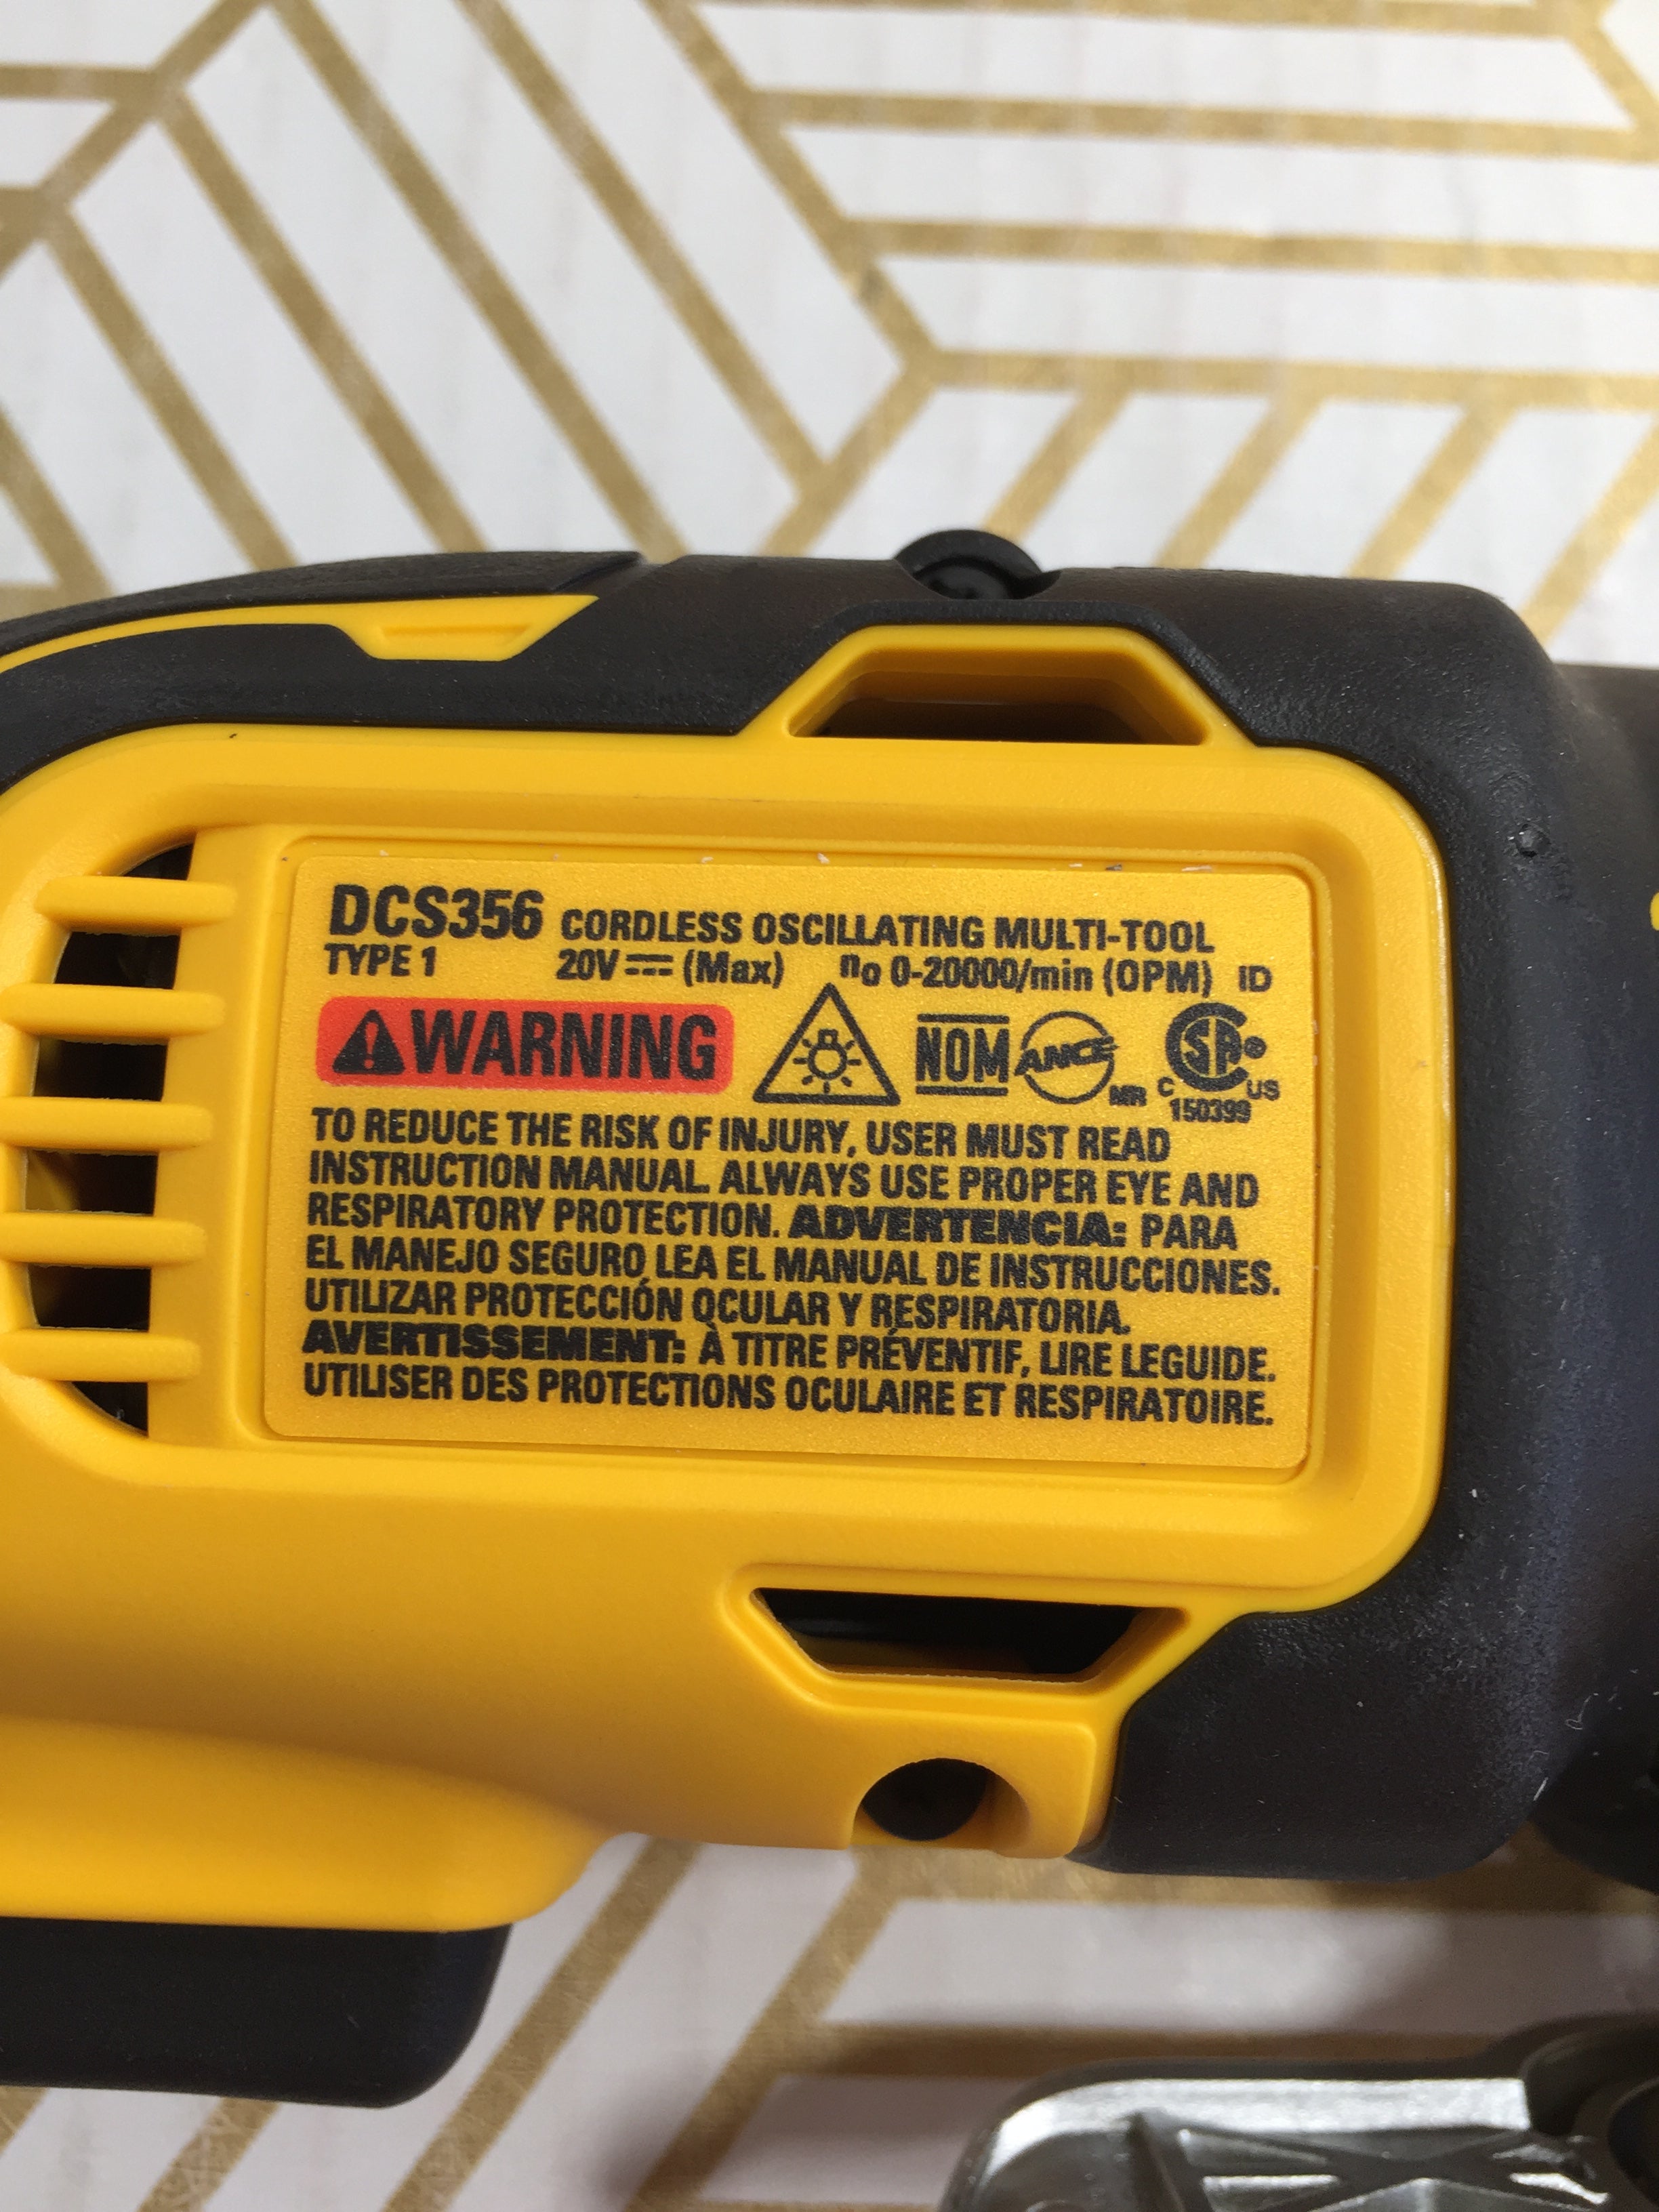 DCS356 CORDLESS OSCILLATING MULTI-TOOL
TYPE 1 20V⎓ (Max) no 0-20000/min (OPM) ID
⚠WARNING NOM ANCE MR CSA C US 150399
TO REDUCE THE RISK OF INJURY, USER MUST READ
INSTRUCTION MANUAL. ALWAYS USE PROPER EYE AND
RESPIRATORY PROTECTION. ADVERTENCIA: PARA
EL MANEJO SEGURO LEA EL MANUAL DE INSTRUCCIONES.
UTILIZAR PROTECCIÓN OCULAR Y RESPIRATORIA.
AVERTISSEMENT: À TITRE PRÉVENTIF, LIRE LEGUIDE.
UTILISER DES PROTECTIONS OCULAIRE ET RESPIRATOIRE.